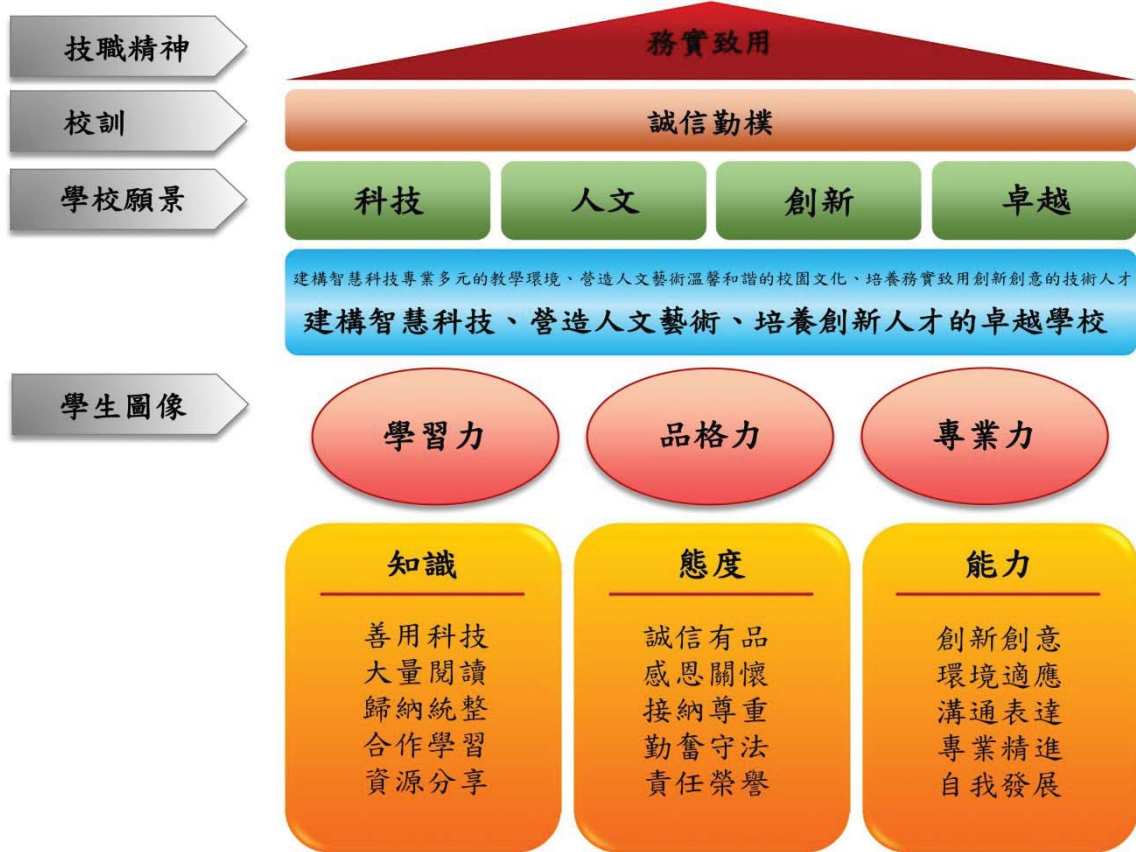 技職精神
務實致用
校訓
誠信勤樸
學校願景
科技
人文
創新
卓越
建構智慧科技專業多元的教學環境、營造人文藝術溫馨和諧的校園文化、培養務實致用創新創意的技術人才
建構智慧科技、營造人文藝術、培養創新人才的卓越學校
學生圖像
學習力
品格力
專業力
知識
善用科技
大量閱讀
歸納統整
合作學習
資源分享
態度
誠信有品
感恩關懷
接納尊重
勤奮守法
責任榮譽
能力
創新創意
環境適應
溝通表達
專業精進
自我發展